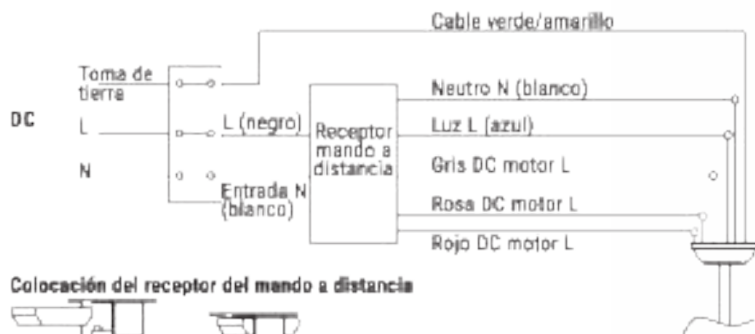 Cable verde/amarillo
Toma de
tierra
Neutro N (blanco)
DC
L
L (negro)
Receptor
mando a
distancia
Luz L (azul)
N
Gris DC motor L
Entrada N
(blanco)
Rosa DC motor L
Rojo DC motor L
Colocación del receptor del mando a distancia